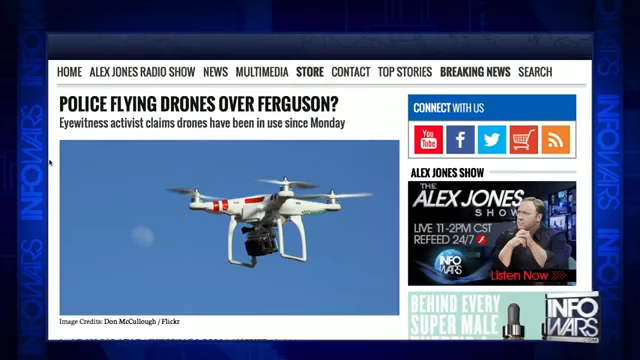 HOME ALEX JONES RADIO SHOW NEWS MULTIMEDIA STORE CONTACT TOP STORIES BREAKING NEWS SEARCH
POLICE FLYING DRONES OVER FERGUSON?
Eyewitness activist claims drones have been in use since Monday
Image Credits: Don McCullough / Flickr
CONNECT WITH US
You Tube
ALEX JONES SHOW
THE
ALEX JONES
SHOW
LIVE 11-2PM CST
REFEED 24/7
INFO
WARS
Listen Now
BEHIND EVERY
SUPER MALE
INFO
WARS
.COM
INFOWARS
INFOWARS